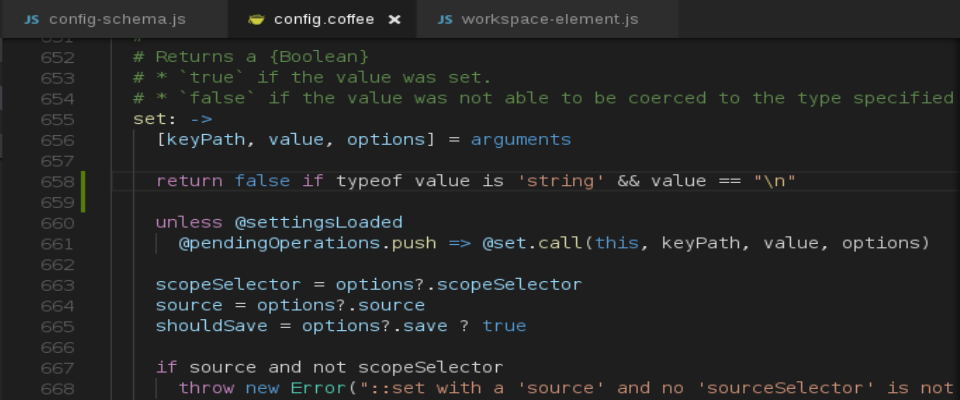 JS config-schema.js config.coffee × JS workspace-element.js
651 #
652 # Returns a {Boolean}
653 # * `true` if the value was set.
654 # * `false` if the value was not able to be coerced to the type specified
655 set: ->
656 [keyPath, value, options] = arguments
657
658 return false if typeof value is 'string' && value == "\n"
659
660 unless @settingsLoaded
661 @pendingOperations.push => @set.call(this, keyPath, value, options)
662
663 scopeSelector = options?.scopeSelector
664 source = options?.source
665 shouldSave = options?.save ? true
666
667 if source and not scopeSelector
668 throw new Error("::set with a 'source' and no 'sourceSelector' is not